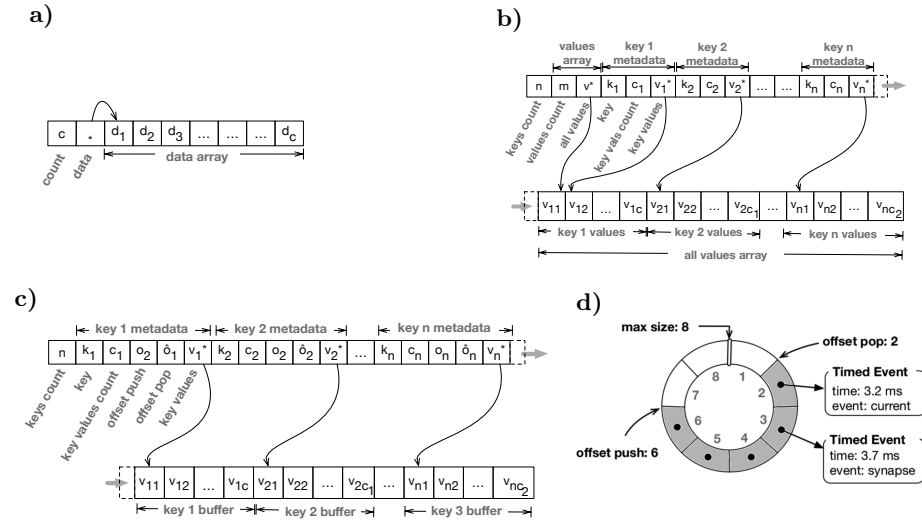 a)
c * d1 d2 d3 ... ... ... dc
count data data array
b)
values array key 1 metadata key 2 metadata key n metadata
n m v* k1 c1 v1* k2 c2 v2* ... ... kn cn vn*
keys count values count all values key key vals count key values
v11 v12 ... v1c v21 v22 ... v2c1 ... vn1 vn2 ... vnc2
key 1 values key 2 values key n values
all values array
c)
key 1 metadata key 2 metadata key n metadata
n k1 c1 o2 ô1 v1* k2 c2 o2 ô2 v2* ... kn cn on ôn vn*
keys count key key values count offset push offset pop key values
v11 v12 ... v1c v21 v22 ... v2c1 ... vn1 vn2 ... vnc2
key 1 buffer key 2 buffer key 3 buffer
d)
max size: 8
offset pop: 2
8 1
7 2
6 3
5 4
Timed Event
time: 3.2 ms
event: current
offset push: 6
Timed Event
time: 3.7 ms
event: synapse